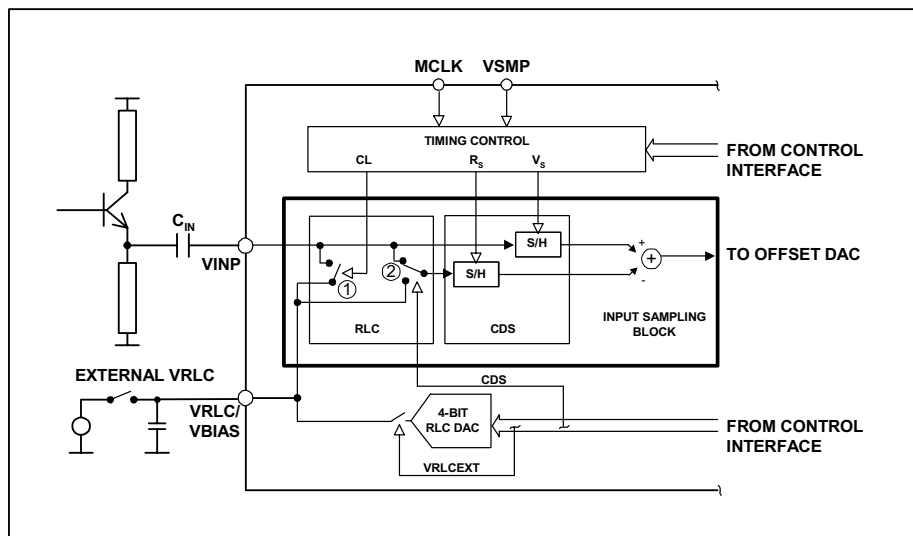 MCLK VSMP
TIMING CONTROL
CL RS VS
FROM CONTROL
INTERFACE
CIN
VINP
S/H
S/H
+
+
-
1
2
TO OFFSET DAC
RLC
CDS
INPUT SAMPLING
BLOCK
EXTERNAL VRLC
VRLC/
VBIAS
CDS
4-BIT
RLC DAC
VRLCEXT
FROM CONTROL
INTERFACE